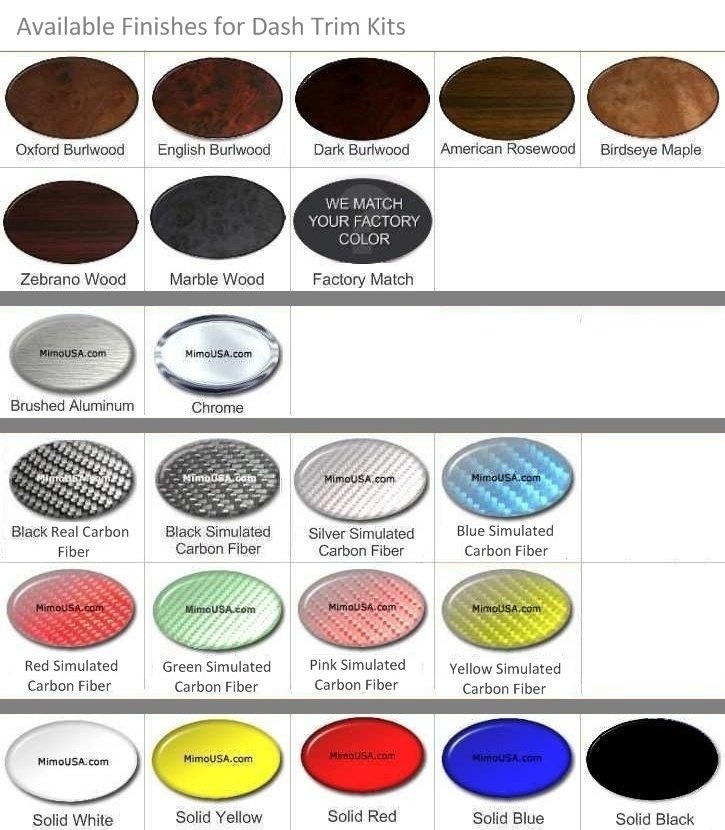 Available Finishes for Dash Trim Kits
Oxford Burlwood
English Burlwood
Dark Burlwood
American Rosewood
Birdseye Maple
WE MATCH
YOUR FACTORY
COLOR
Zebrano Wood
Marble Wood
Factory Match
MimoUSA.com
MimoUSA.com
Brushed Aluminum
Chrome
MimoUSA.com
MimoUSA.com
MimoUSA.com
MimoUSA.com
Black Real Carbon
Fiber
Black Simulated
Carbon Fiber
Silver Simulated
Carbon Fiber
Blue Simulated
Carbon Fiber
MimoUSA.com
MimoUSA.com
MimoUSA.com
MimoUSA.com
Red Simulated
Carbon Fiber
Green Simulated
Carbon Fiber
Pink Simulated
Carbon Fiber
Yellow Simulated
Carbon Fiber
MimoUSA.com
MimoUSA.com
MimoUSA.com
MimoUSA.com
Solid White
Solid Yellow
Solid Red
Solid Blue
Solid Black